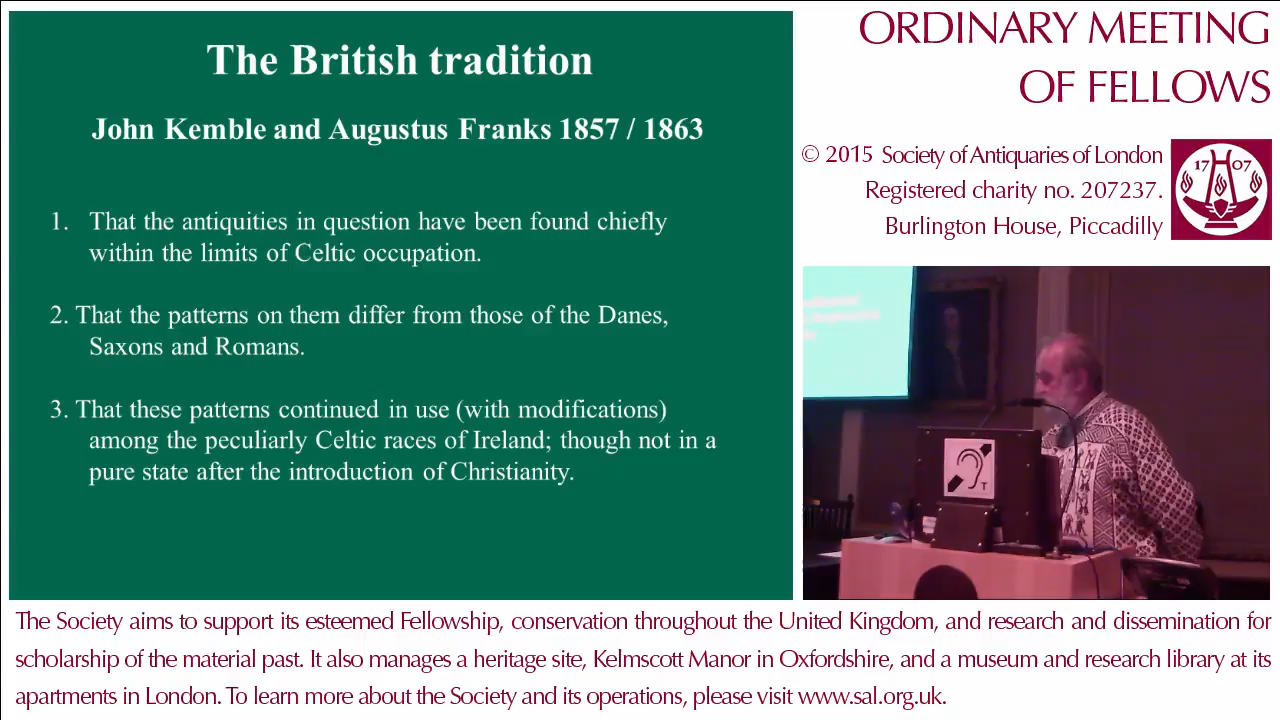 The British tradition
John Kemble and Augustus Franks 1857 / 1863
1. That the antiquities in question have been found chiefly
within the limits of Celtic occupation.
2. That the patterns on them differ from those of the Danes,
Saxons and Romans.
3. That these patterns continued in use (with modifications)
among the peculiarly Celtic races of Ireland; though not in a
pure state after the introduction of Christianity.
ORDINARY MEETING
OF FELLOWS
© 2015 Society of Antiquaries of London
Registered charity no. 207237.
Burlington House, Piccadilly
17 07
T
The Society aims to support its esteemed Fellowship, conservation throughout the United Kingdom, and research and dissemination for
scholarship of the material past. It also manages a heritage site, Kelmscott Manor in Oxfordshire, and a museum and research library at its
apartments in London. To learn more about the Society and its operations, please visit www.sal.org.uk.